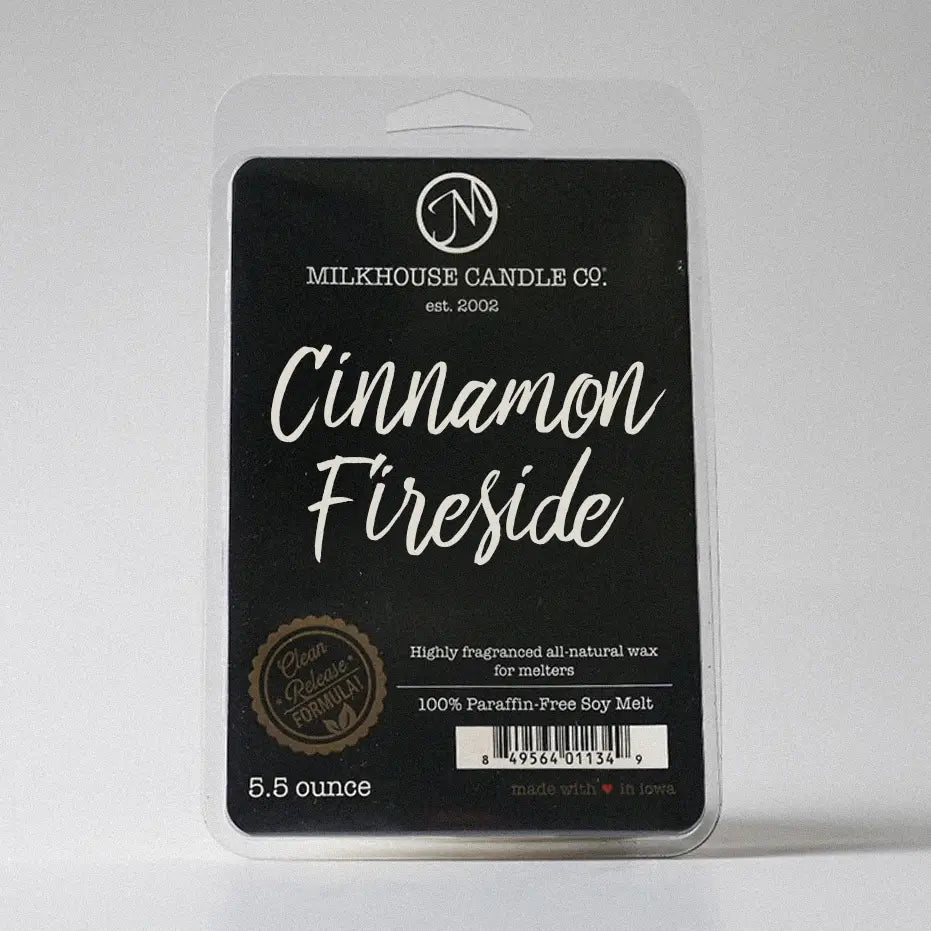 JM
MILKHOUSE CANDLE CO.
est. 2002
Cinnamon
Fireside
Clean
Release
FORMULA!
Highly fragranced all-natural wax
for melters
100% Paraffin-Free Soy Melt
8 49564 01134 9
5.5 ounce
made with ♥ in iowa